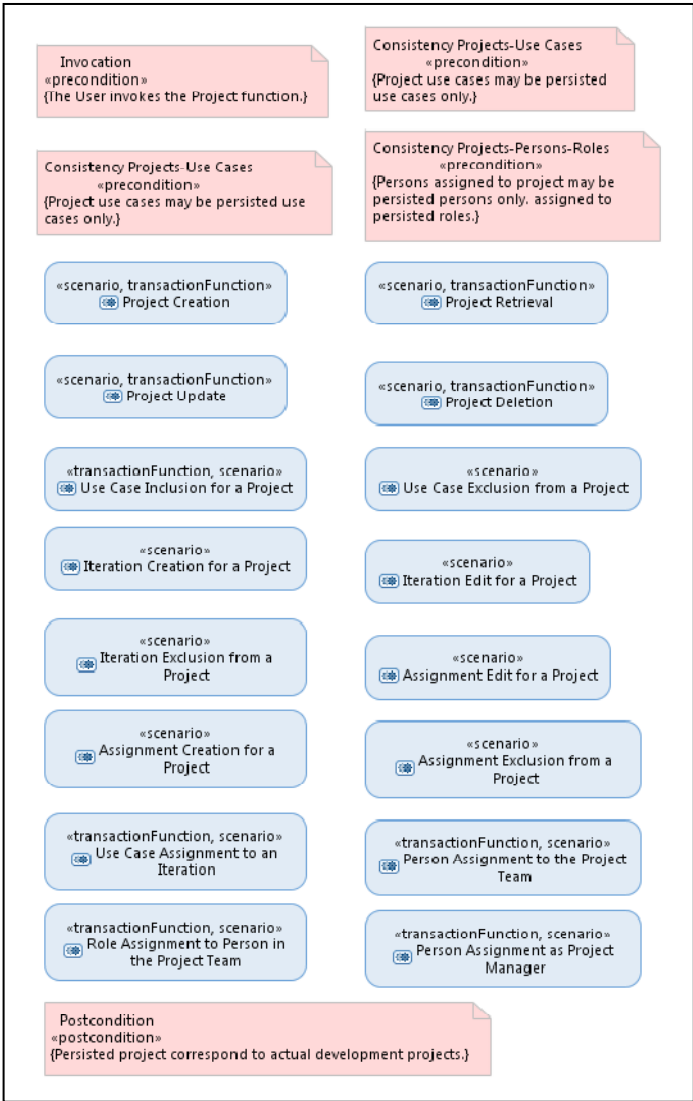 Invocation
«precondition»
{The User invokes the Project function.}
Consistency Projects-Use Cases
«precondition»
{Project use cases may be persisted
use cases only.}
Consistency Projects-Use Cases
«precondition»
{Project use cases may be persisted use
cases only.}
Consistency Projects-Persons-Roles
«precondition»
{Persons assigned to project may be
persisted persons only. assigned to
persisted roles.}
«scenario, transactionFunction»
Project Creation
«scenario, transactionFunction»
Project Retrieval
«scenario, transactionFunction»
Project Update
«scenario, transactionFunction»
Project Deletion
«transactionFunction, scenario»
Use Case Inclusion for a Project
«scenario»
Use Case Exclusion from a Project
«scenario»
Iteration Creation for a Project
«scenario»
Iteration Edit for a Project
«scenario»
Iteration Exclusion from a
Project
«scenario»
Assignment Edit for a Project
«scenario»
Assignment Creation for a
Project
«scenario»
Assignment Exclusion from a
Project
«transactionFunction, scenario»
Use Case Assignment to an
Iteration
«transactionFunction, scenario»
Person Assignment to the Project
Team
«transactionFunction, scenario»
Role Assignment to Person in
the Project Team
«transactionFunction, scenario»
Person Assignment as Project
Manager
Postcondition
«postcondition»
{Persisted project correspond to actual development projects.}